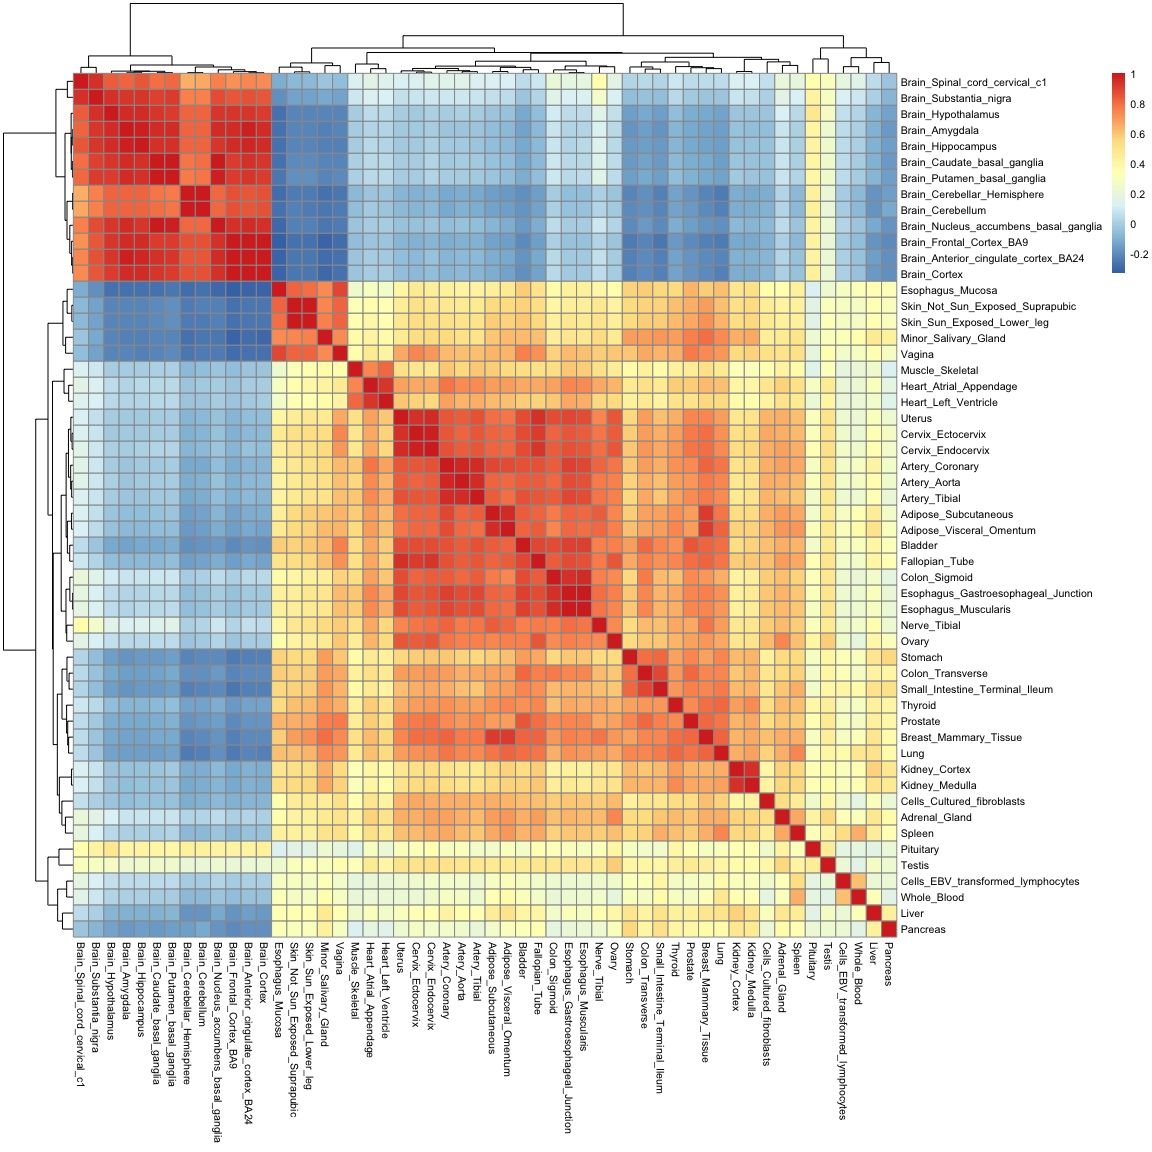 Brain_Spinal_cord_cervical_c1
Brain_Substantia_nigra
Brain_Hypothalamus
Brain_Amygdala
Brain_Hippocampus
Brain_Caudate_basal_ganglia
Brain_Putamen_basal_ganglia
Brain_Cerebellar_Hemisphere
Brain_Cerebellum
Brain_Nucleus_accumbens_basal_ganglia
Brain_Frontal_Cortex_BA9
Brain_Anterior_cingulate_cortex_BA24
Brain_Cortex
Esophagus_Mucosa
Skin_Not_Sun_Exposed_Suprapubic
Skin_Sun_Exposed_Lower_leg
Minor_Salivary_Gland
Vagina
Muscle_Skeletal
Heart_Atrial_Appendage
Heart_Left_Ventricle
Uterus
Cervix_Ectocervix
Cervix_Endocervix
Artery_Coronary
Artery_Aorta
Artery_Tibial
Adipose_Subcutaneous
Adipose_Visceral_Omentum
Bladder
Fallopian_Tube
Colon_Sigmoid
Esophagus_Gastroesophageal_Junction
Esophagus_Muscularis
Nerve_Tibial
Ovary
Stomach
Colon_Transverse
Small_Intestine_Terminal_Ileum
Thyroid
Prostate
Breast_Mammary_Tissue
Lung
Kidney_Cortex
Kidney_Medulla
Cells_Cultured_fibroblasts
Adrenal_Gland
Spleen
Pituitary
Testis
Cells_EBV_transformed_lymphocytes
Whole_Blood
Liver
Pancreas
1
0.8
0.6
0.4
0.2
0
-0.2
Brain_Spinal_cord_cervical_c1
Brain_Substantia_nigra
Brain_Hypothalamus
Brain_Amygdala
Brain_Hippocampus
Brain_Caudate_basal_ganglia
Brain_Putamen_basal_ganglia
Brain_Cerebellar_Hemisphere
Brain_Cerebellum
Brain_Nucleus_accumbens_basal_ganglia
Brain_Frontal_Cortex_BA9
Brain_Anterior_cingulate_cortex_BA24
Brain_Cortex
Esophagus_Mucosa
Skin_Not_Sun_Exposed_Suprapubic
Skin_Sun_Exposed_Lower_leg
Minor_Salivary_Gland
Vagina
Muscle_Skeletal
Heart_Atrial_Appendage
Heart_Left_Ventricle
Uterus
Cervix_Ectocervix
Cervix_Endocervix
Artery_Coronary
Artery_Aorta
Artery_Tibial
Adipose_Subcutaneous
Adipose_Visceral_Omentum
Bladder
Fallopian_Tube
Colon_Sigmoid
Esophagus_Gastroesophageal_Junction
Esophagus_Muscularis
Nerve_Tibial
Ovary
Stomach
Colon_Transverse
Small_Intestine_Terminal_Ileum
Thyroid
Prostate
Breast_Mammary_Tissue
Lung
Kidney_Cortex
Kidney_Medulla
Cells_Cultured_fibroblasts
Adrenal_Gland
Spleen
Pituitary
Testis
Cells_EBV_transformed_lymphocytes
Whole_Blood
Liver
Pancreas